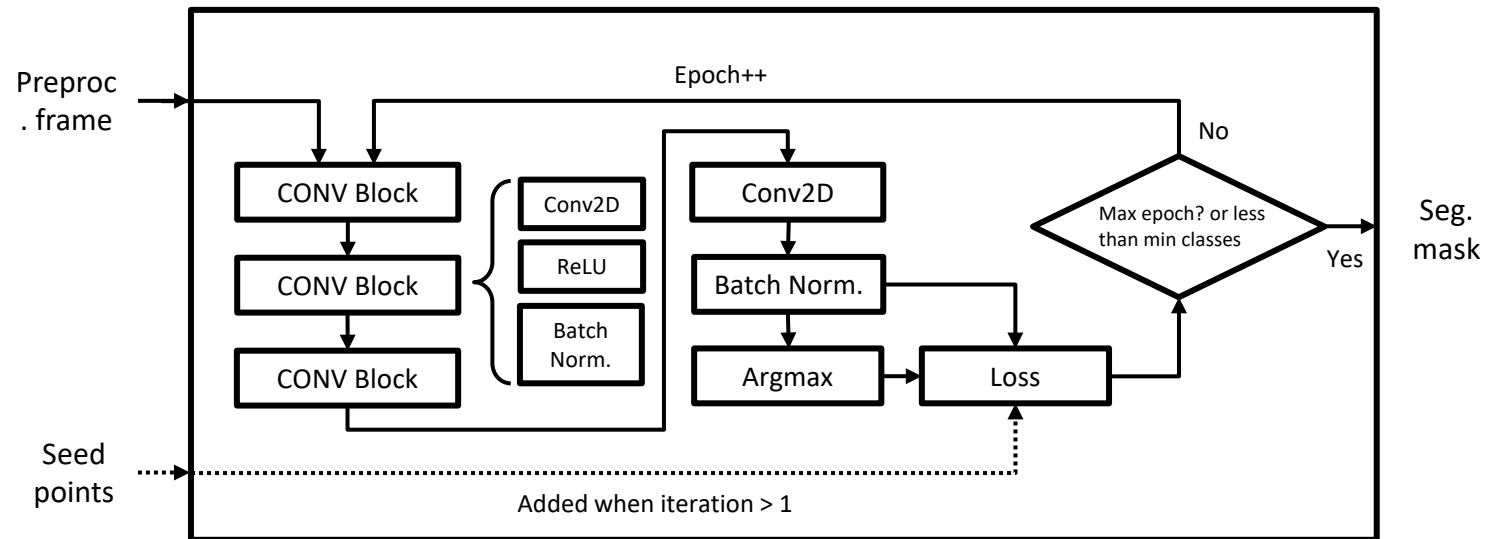 Preproc
. frame
Epoch++
No
CONV Block
CONV Block
CONV Block
Conv2D
ReLU
Batch
Norm.
Conv2D
Batch Norm.
Argmax
Loss
Max epoch? or less
than min classes
Yes
Seg.
mask
Seed
points
Added when iteration > 1